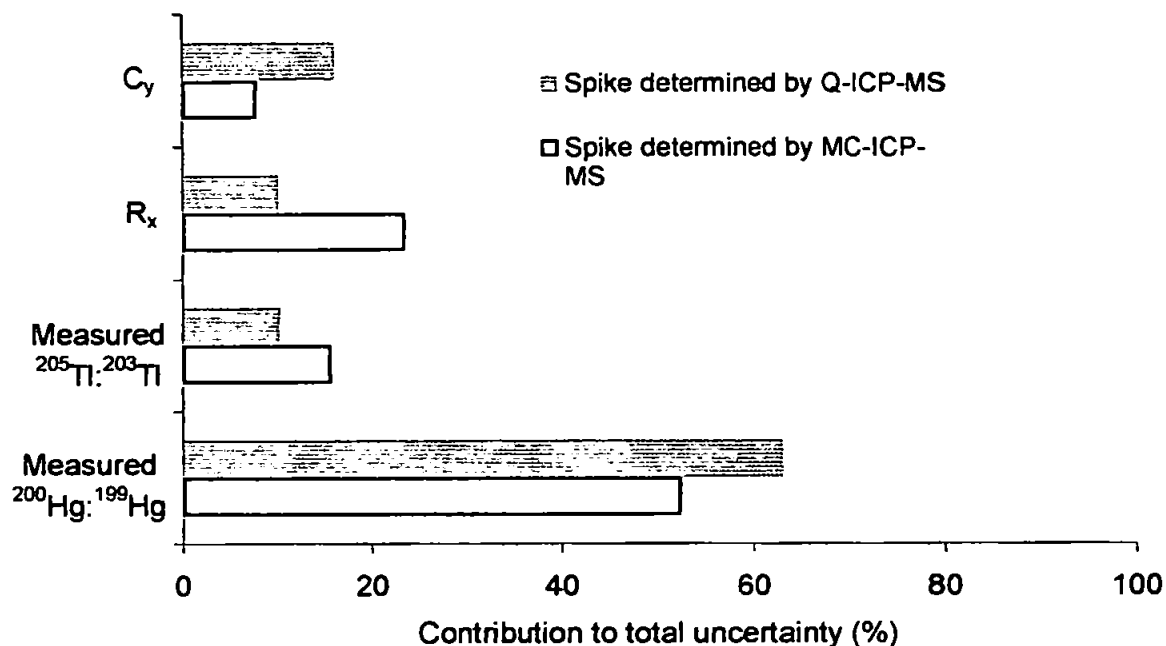 Cy
Spike determined by Q-ICP-MS
Spike determined by MC-ICP-
MS
Rx
Measured
²⁰⁵Tl:²⁰³Tl
Measured
²⁰⁰Hg:¹⁹⁹Hg
0 20 40 60 80 100
Contribution to total uncertainty (%)